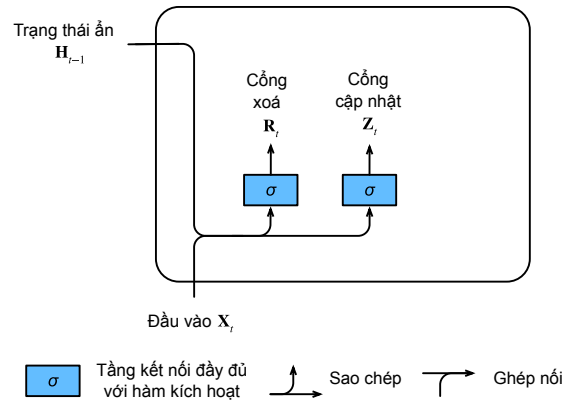 Trạng thái ẩn
H_{t−1}
Cổng
xoá
R_t
Cổng
cập nhật
Z_t
σ
σ
Đầu vào X_t
σ
Tầng kết nối đầy đủ
với hàm kích hoạt
Sao chép
Ghép nối